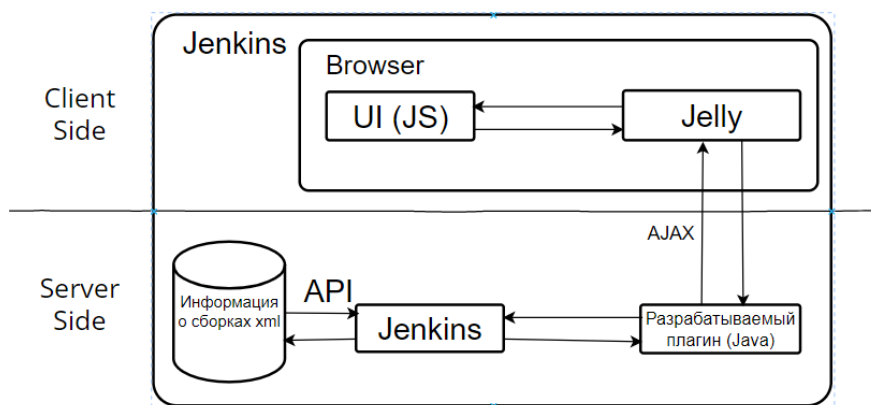 Jenkins
Browser
Client
Side
UI (JS)
Jelly
AJAX
Server
Side
Информация
о сборках xml
API
Jenkins
Разрабатываемый
плагин (Java)